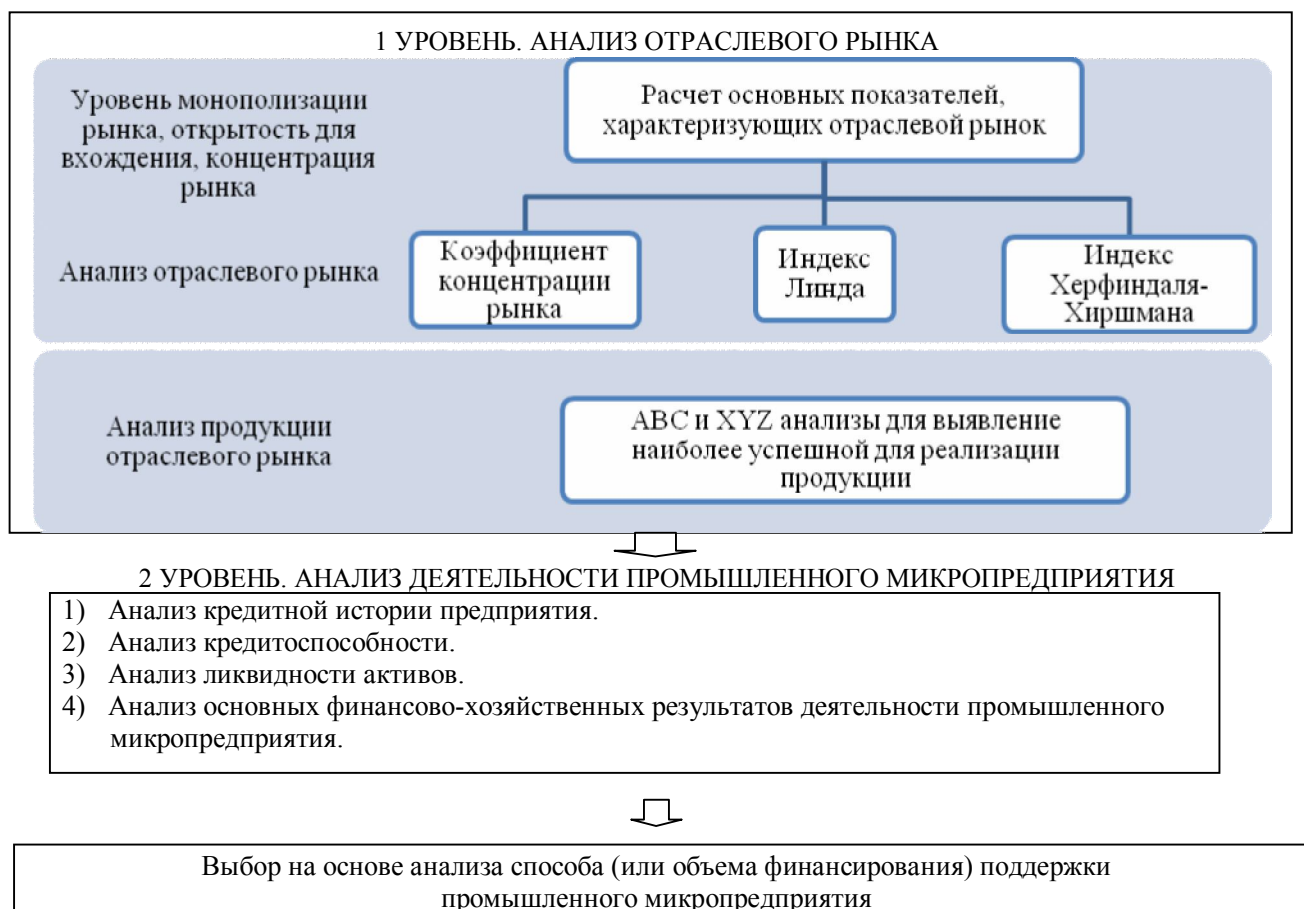 1 УРОВЕНЬ. АНАЛИЗ ОТРАСЛЕВОГО РЫНКА
Уровень монополизации
рынка, открытость для
вхождения, концентрация
рынка
Расчет основных показателей,
характеризующих отраслевой рынок
Анализ отраслевого рынка
Коэффициент
концентрации
рынка
Индекс
Линда
Индекс
Херфиндаля-
Хиршмана
Анализ продукции
отраслевого рынка
ABC и XYZ анализы для выявление
наиболее успешной для реализации
продукции
2 УРОВЕНЬ. АНАЛИЗ ДЕЯТЕЛЬНОСТИ ПРОМЫШЛЕННОГО МИКРОПРЕДПРИЯТИЯ
1) Анализ кредитной истории предприятия.
2) Анализ кредитоспособности.
3) Анализ ликвидности активов.
4) Анализ основных финансово-хозяйственных результатов деятельности промышленного
микропредприятия.
Выбор на основе анализа способа (или объема финансирования) поддержки
промышленного микропредприятия